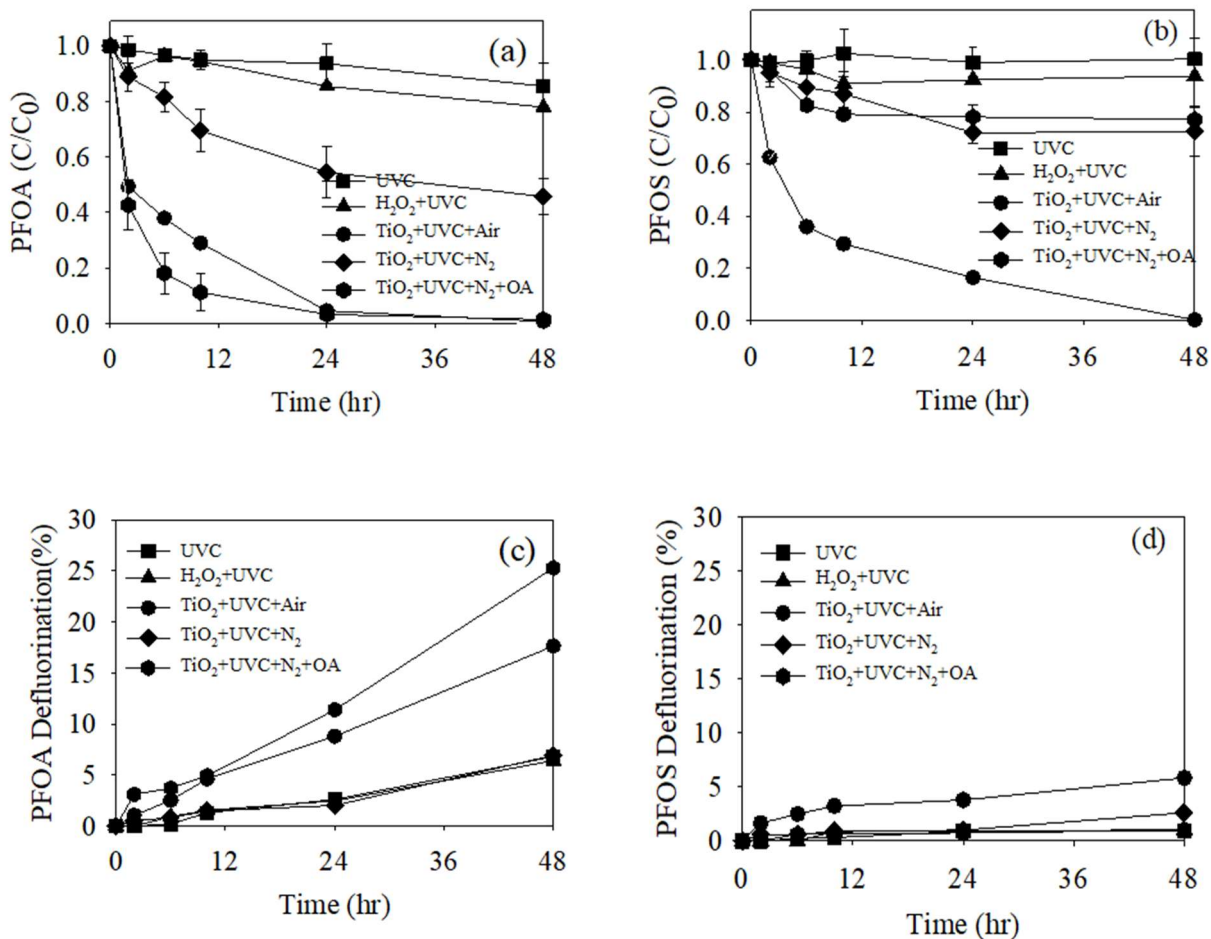 (a)
PFOA (C/C₀)
1.0
0.8
0.6
0.4
0.2
0.0
UVC
H₂O₂+UVC
TiO₂+UVC+Air
TiO₂+UVC+N₂
TiO₂+UVC+N₂+OA
0 12 24 36 48
Time (hr)
(b)
PFOS (C/C₀)
1.0
0.8
0.6
0.4
0.2
0.0
UVC
H₂O₂+UVC
TiO₂+UVC+Air
TiO₂+UVC+N₂
TiO₂+UVC+N₂+OA
0 12 24 36 48
Time (hr)
(c)
PFOA Defluorination(%)
30
25
20
15
10
5
0
UVC
H₂O₂+UVC
TiO₂+UVC+Air
TiO₂+UVC+N₂
TiO₂+UVC+N₂+OA
0 12 24 36 48
Time (hr)
(d)
PFOS Deflourination (%)
30
25
20
15
10
5
0
UVC
H₂O₂+UVC
TiO₂+UVC+Air
TiO₂+UVC+N₂
TiO₂+UVC+N₂+OA
0 12 24 36 48
Time (hr)